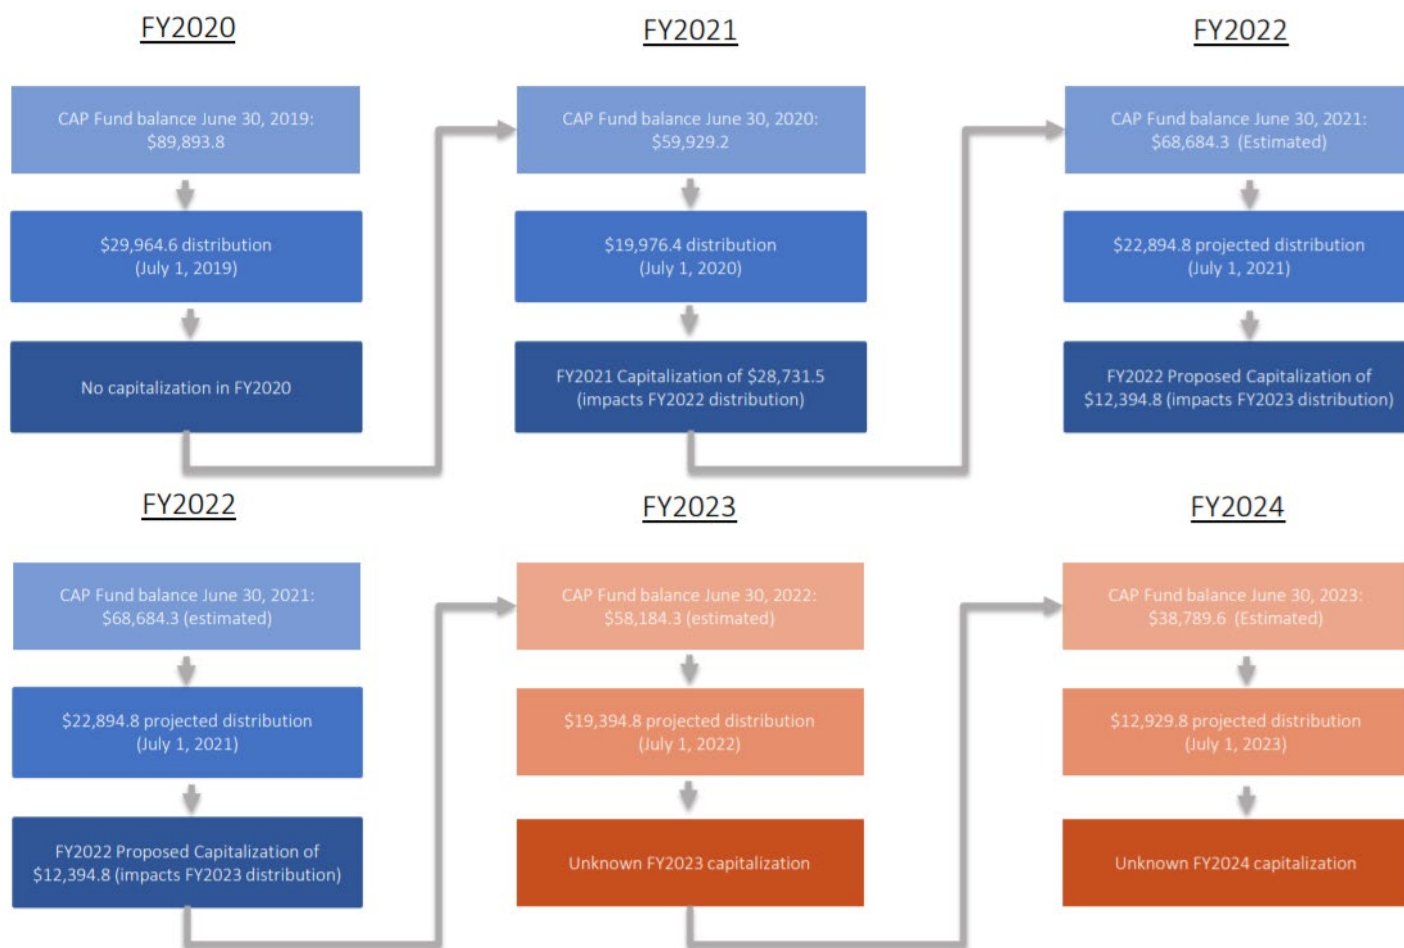 FY2020
FY2021
FY2022
CAP Fund balance June 30, 2019:
$89,893.8
CAP Fund balance June 30, 2020:
$59,929.2
CAP Fund balance June 30, 2021:
$68,684.3 (Estimated)
$29,964.6 distribution
(July 1, 2019)
$19,976.4 distribution
(July 1, 2020)
$22,894.8 projected distribution
(July 1, 2021)
No capitalization in FY2020
FY2021 Capitalization of $28,731.5
(impacts FY2022 distribution)
FY2022 Proposed Capitalization of
$12,394.8 (impacts FY2023 distribution)
FY2022
FY2023
FY2024
CAP Fund balance June 30, 2021:
$68,684.3 (estimated)
CAP Fund balance June 30, 2022:
$58,184.3 (estimated)
CAP Fund balance June 30, 2023:
$38,789.6 (Estimated)
$22,894.8 projected distribution
(July 1, 2021)
$19,394.8 projected distribution
(July 1, 2022)
$12,929.8 projected distribution
(July 1, 2023)
FY2022 Proposed Capitalization of
$12,394.8 (impacts FY2023 distribution)
Unknown FY2023 capitalization
Unknown FY2024 capitalization